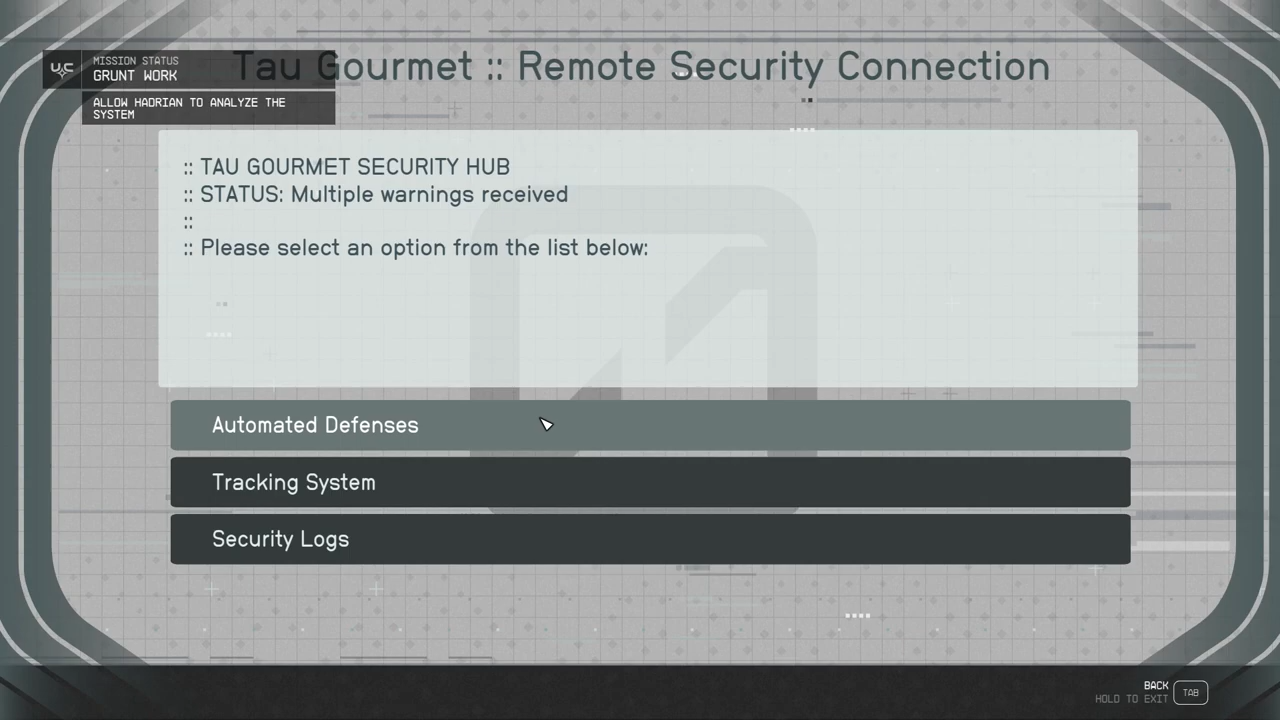 Tau Gourmet :: Remote Security Connection
UC
MISSION STATUS
GRUNT WORK
ALLOW HADRIAN TO ANALYZE THE
SYSTEM
:: TAU GOURMET SECURITY HUB
:: STATUS: Multiple warnings received
::
:: Please select an option from the list below:
Automated Defenses
Tracking System
Security Logs
BACK
HOLD TO EXIT
TAB